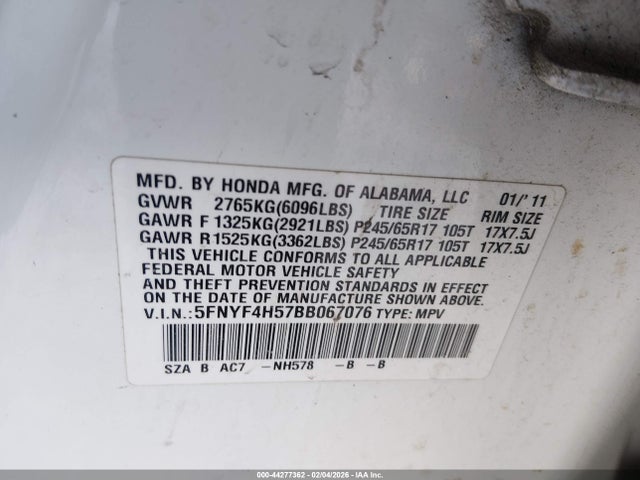 MFD. BY HONDA MFG. OF ALABAMA, LLC 01/'11
GVWR 2765KG(6096LBS) TIRE SIZE RIM SIZE
GAWR F 1325KG(2921LBS) P245/65R17 105T 17X7.5J
GAWR R 1525KG(3362LBS) P245/65R17 105T 17X7.5J
THIS VEHICLE CONFORMS TO ALL APPLICABLE
FEDERAL MOTOR VEHICLE SAFETY
AND THEFT PREVENTION STANDARDS IN EFFECT
ON THE DATE OF MANUFACTURE SHOWN ABOVE.
V.I.N.:5FNYF4H57BB067076 TYPE: MPV
SZA B AC7 -NH578 -B -B
000-44277362 - 02/04/2026 - IAAI.COM